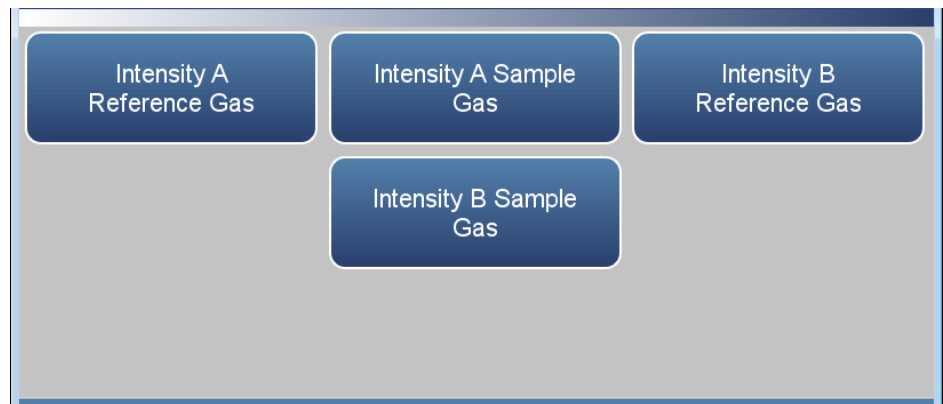 Intensity A
Reference Gas
Intensity A Sample
Gas
Intensity B
Reference Gas
Intensity B Sample
Gas